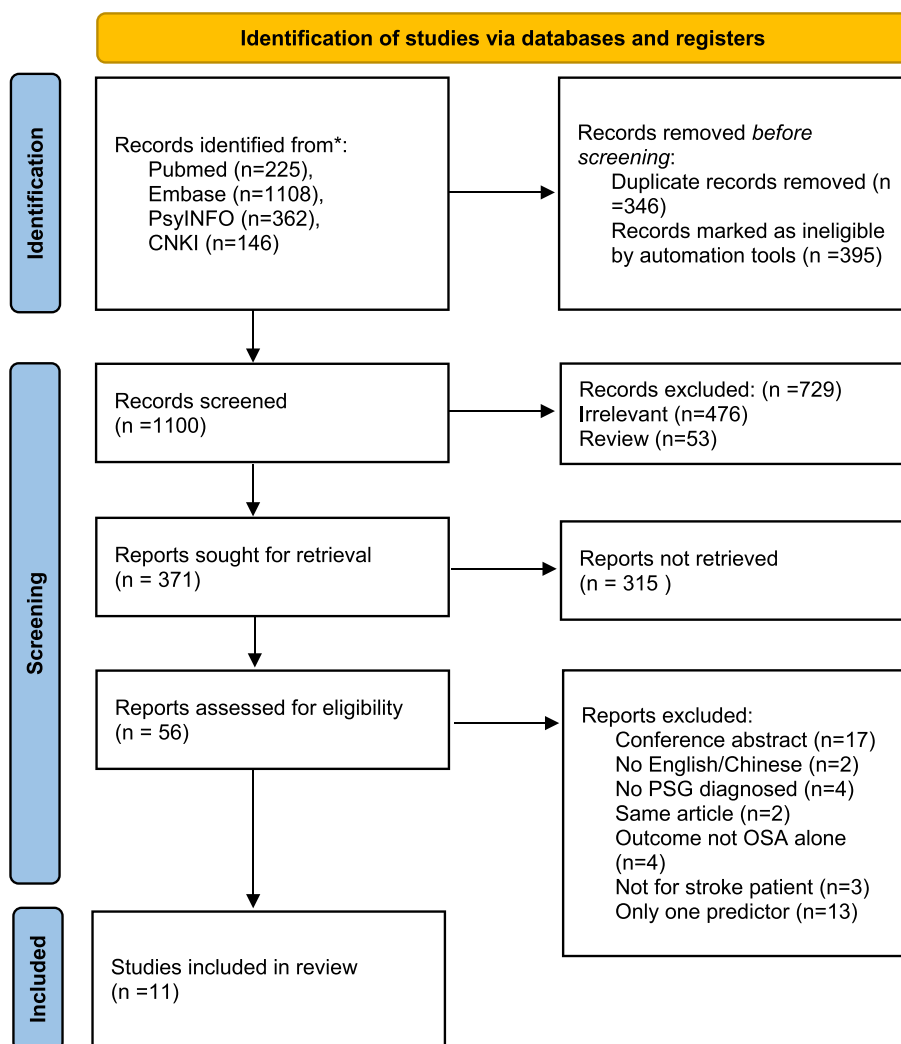 Identification of studies via databases and registers
Identification
Records identified from*:
Pubmed (n=225),
Embase (n=1108),
PsyINFO (n=362),
CNKI (n=146)
Records removed before
screening:
Duplicate records removed (n
=346)
Records marked as ineligible
by automation tools (n =395)
Screening
Records screened
(n =1100)
Records excluded: (n =729)
Irrelevant (n=476)
Review (n=53)
Reports sought for retrieval
(n = 371)
Reports not retrieved
(n = 315 )
Reports assessed for eligibility
(n = 56)
Reports excluded:
Conference abstract (n=17)
No English/Chinese (n=2)
No PSG diagnosed (n=4)
Same article (n=2)
Outcome not OSA alone
(n=4)
Not for stroke patient (n=3)
Only one predictor (n=13)
Included
Studies included in review
(n =11)